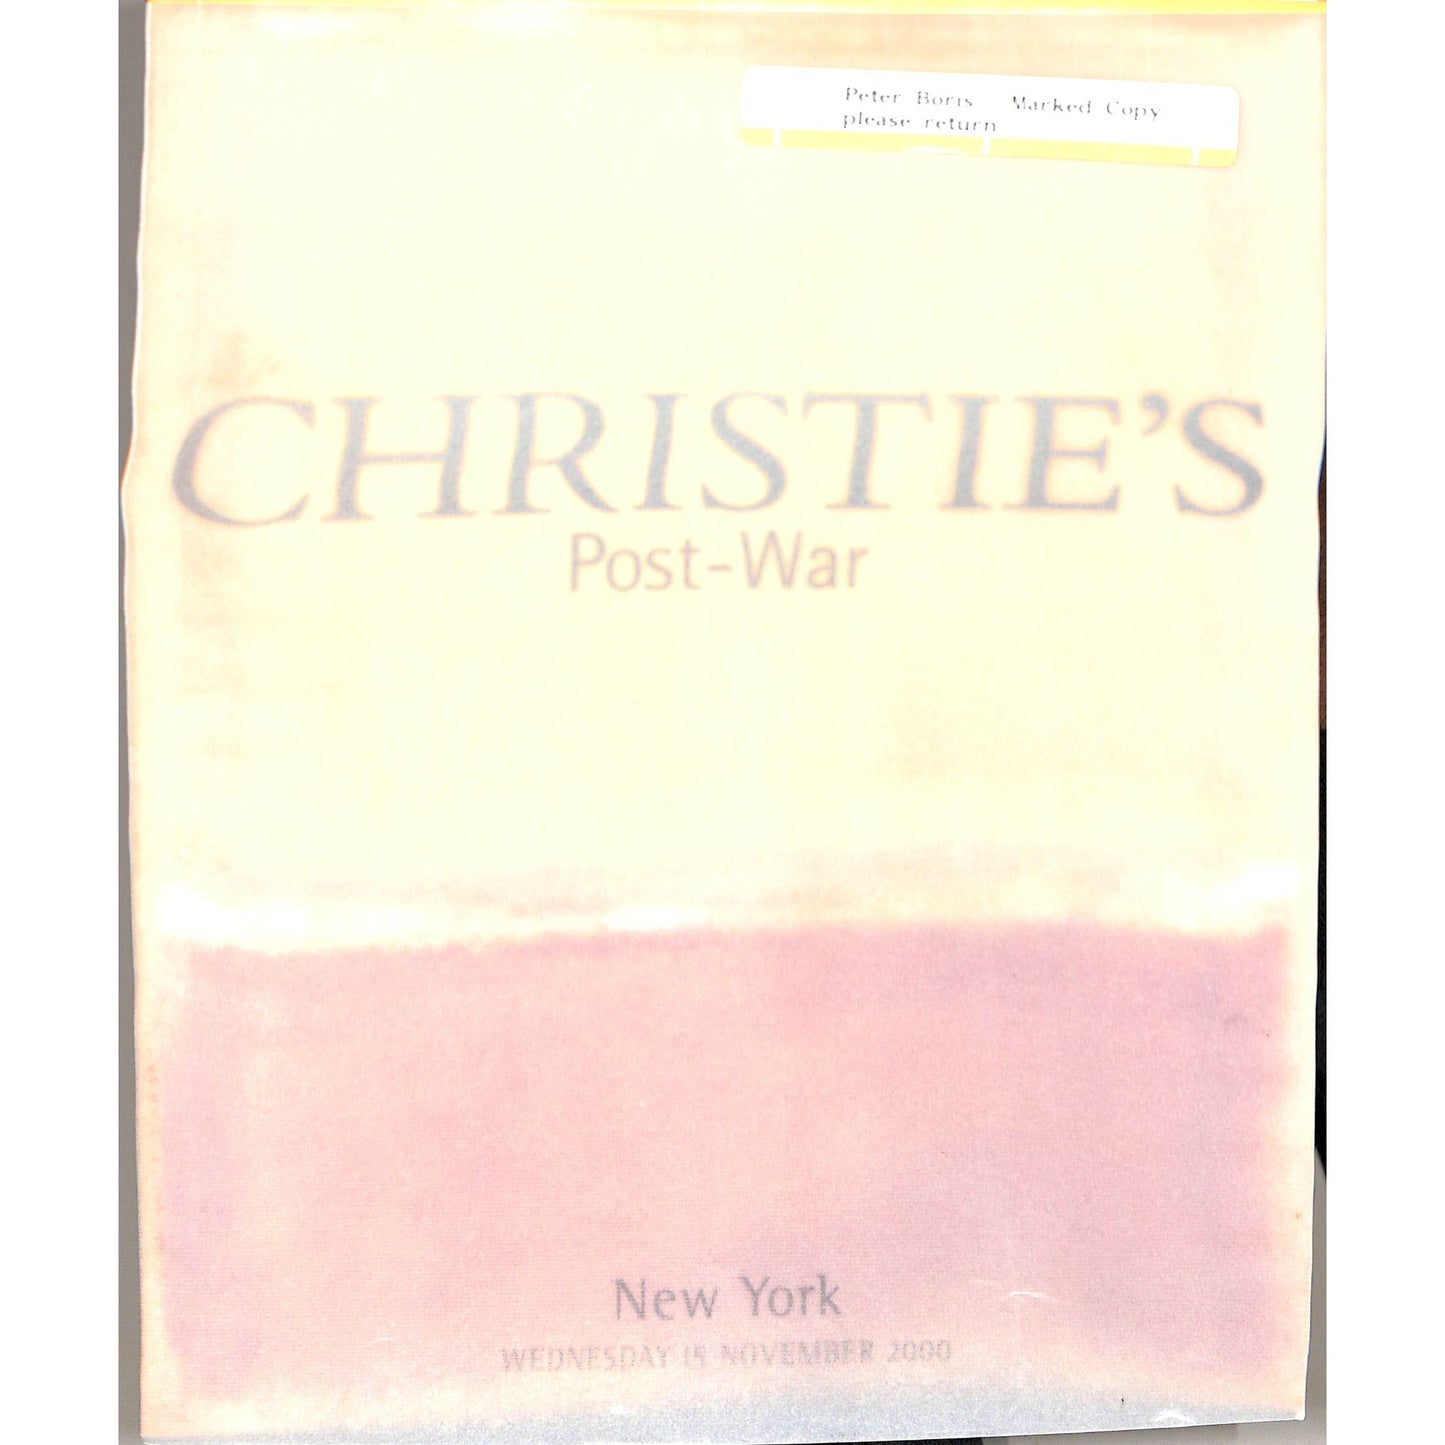 Peter Boris Marked Copy
please return
CHRISTIE'S
Post-War
New York
WEDNESDAY 15 NOVEMBER 2000